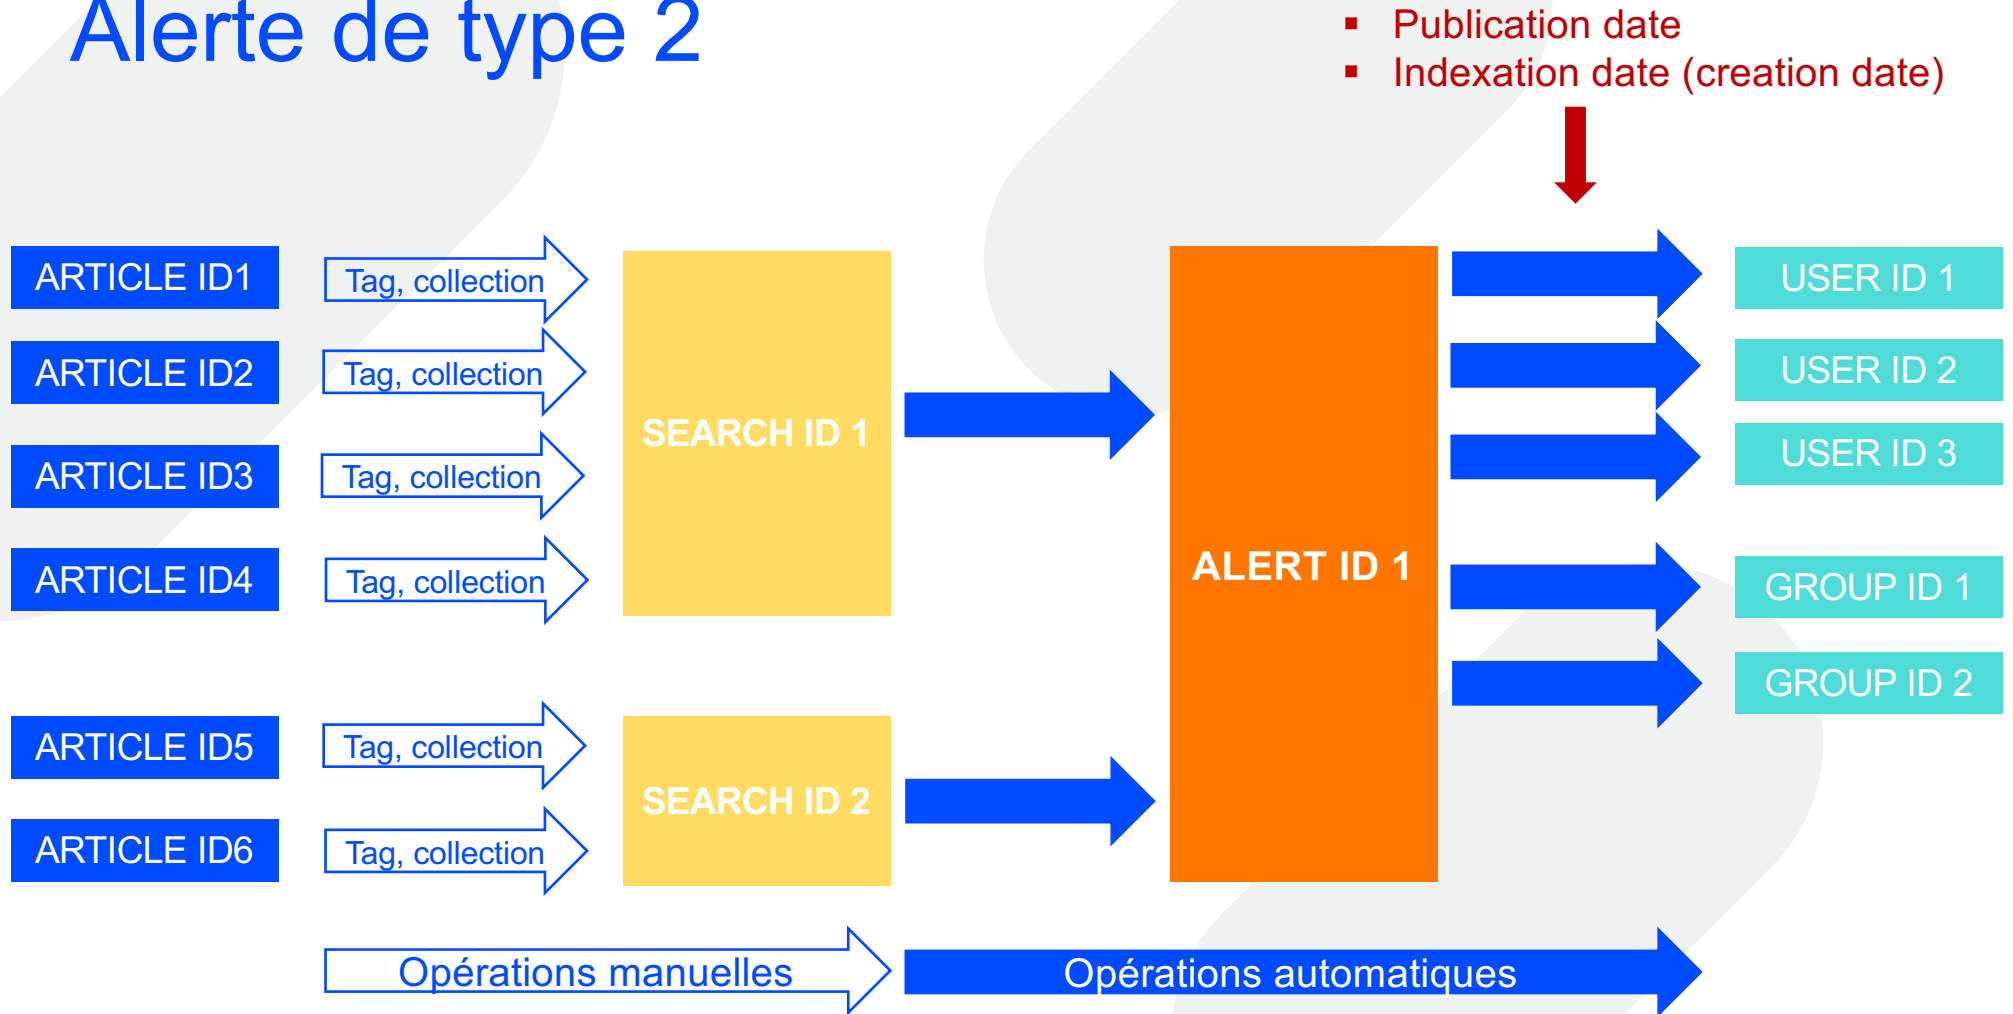 Alerte de type 2
▪ Publication date
▪ Indexation date (creation date)
ARTICLE ID1
Tag, collection
ARTICLE ID2
Tag, collection
ARTICLE ID3
Tag, collection
ARTICLE ID4
Tag, collection
SEARCH ID 1
ARTICLE ID5
Tag, collection
ARTICLE ID6
Tag, collection
SEARCH ID 2
ALERT ID 1
USER ID 1
USER ID 2
USER ID 3
GROUP ID 1
GROUP ID 2
Opérations manuelles
Opérations automatiques